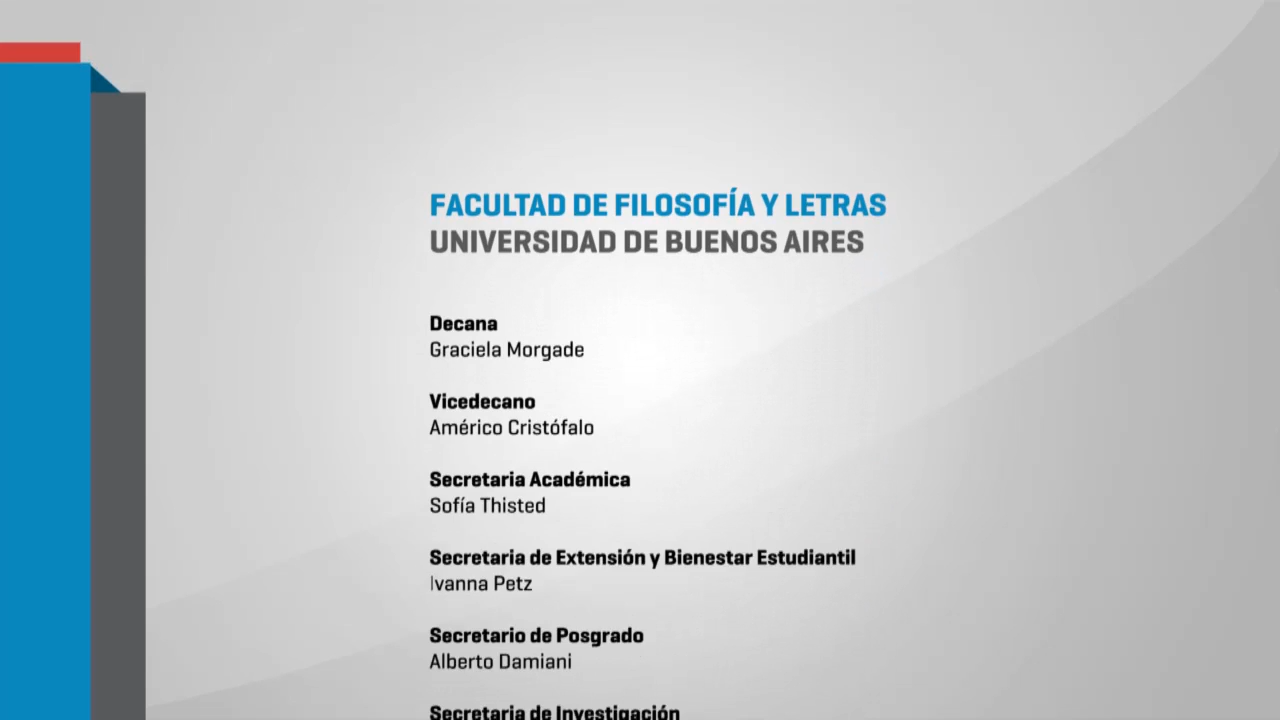 FACULTAD DE FILOSOFÍA Y LETRAS
UNIVERSIDAD DE BUENOS AIRES
Decana
Graciela Morgade
Vicedecano
Américo Cristófalo
Secretaria Académica
Sofía Thisted
Secretaria de Extensión y Bienestar Estudiantil
Ivanna Petz
Secretario de Posgrado
Alberto Damiani
Secretaria de Investigación